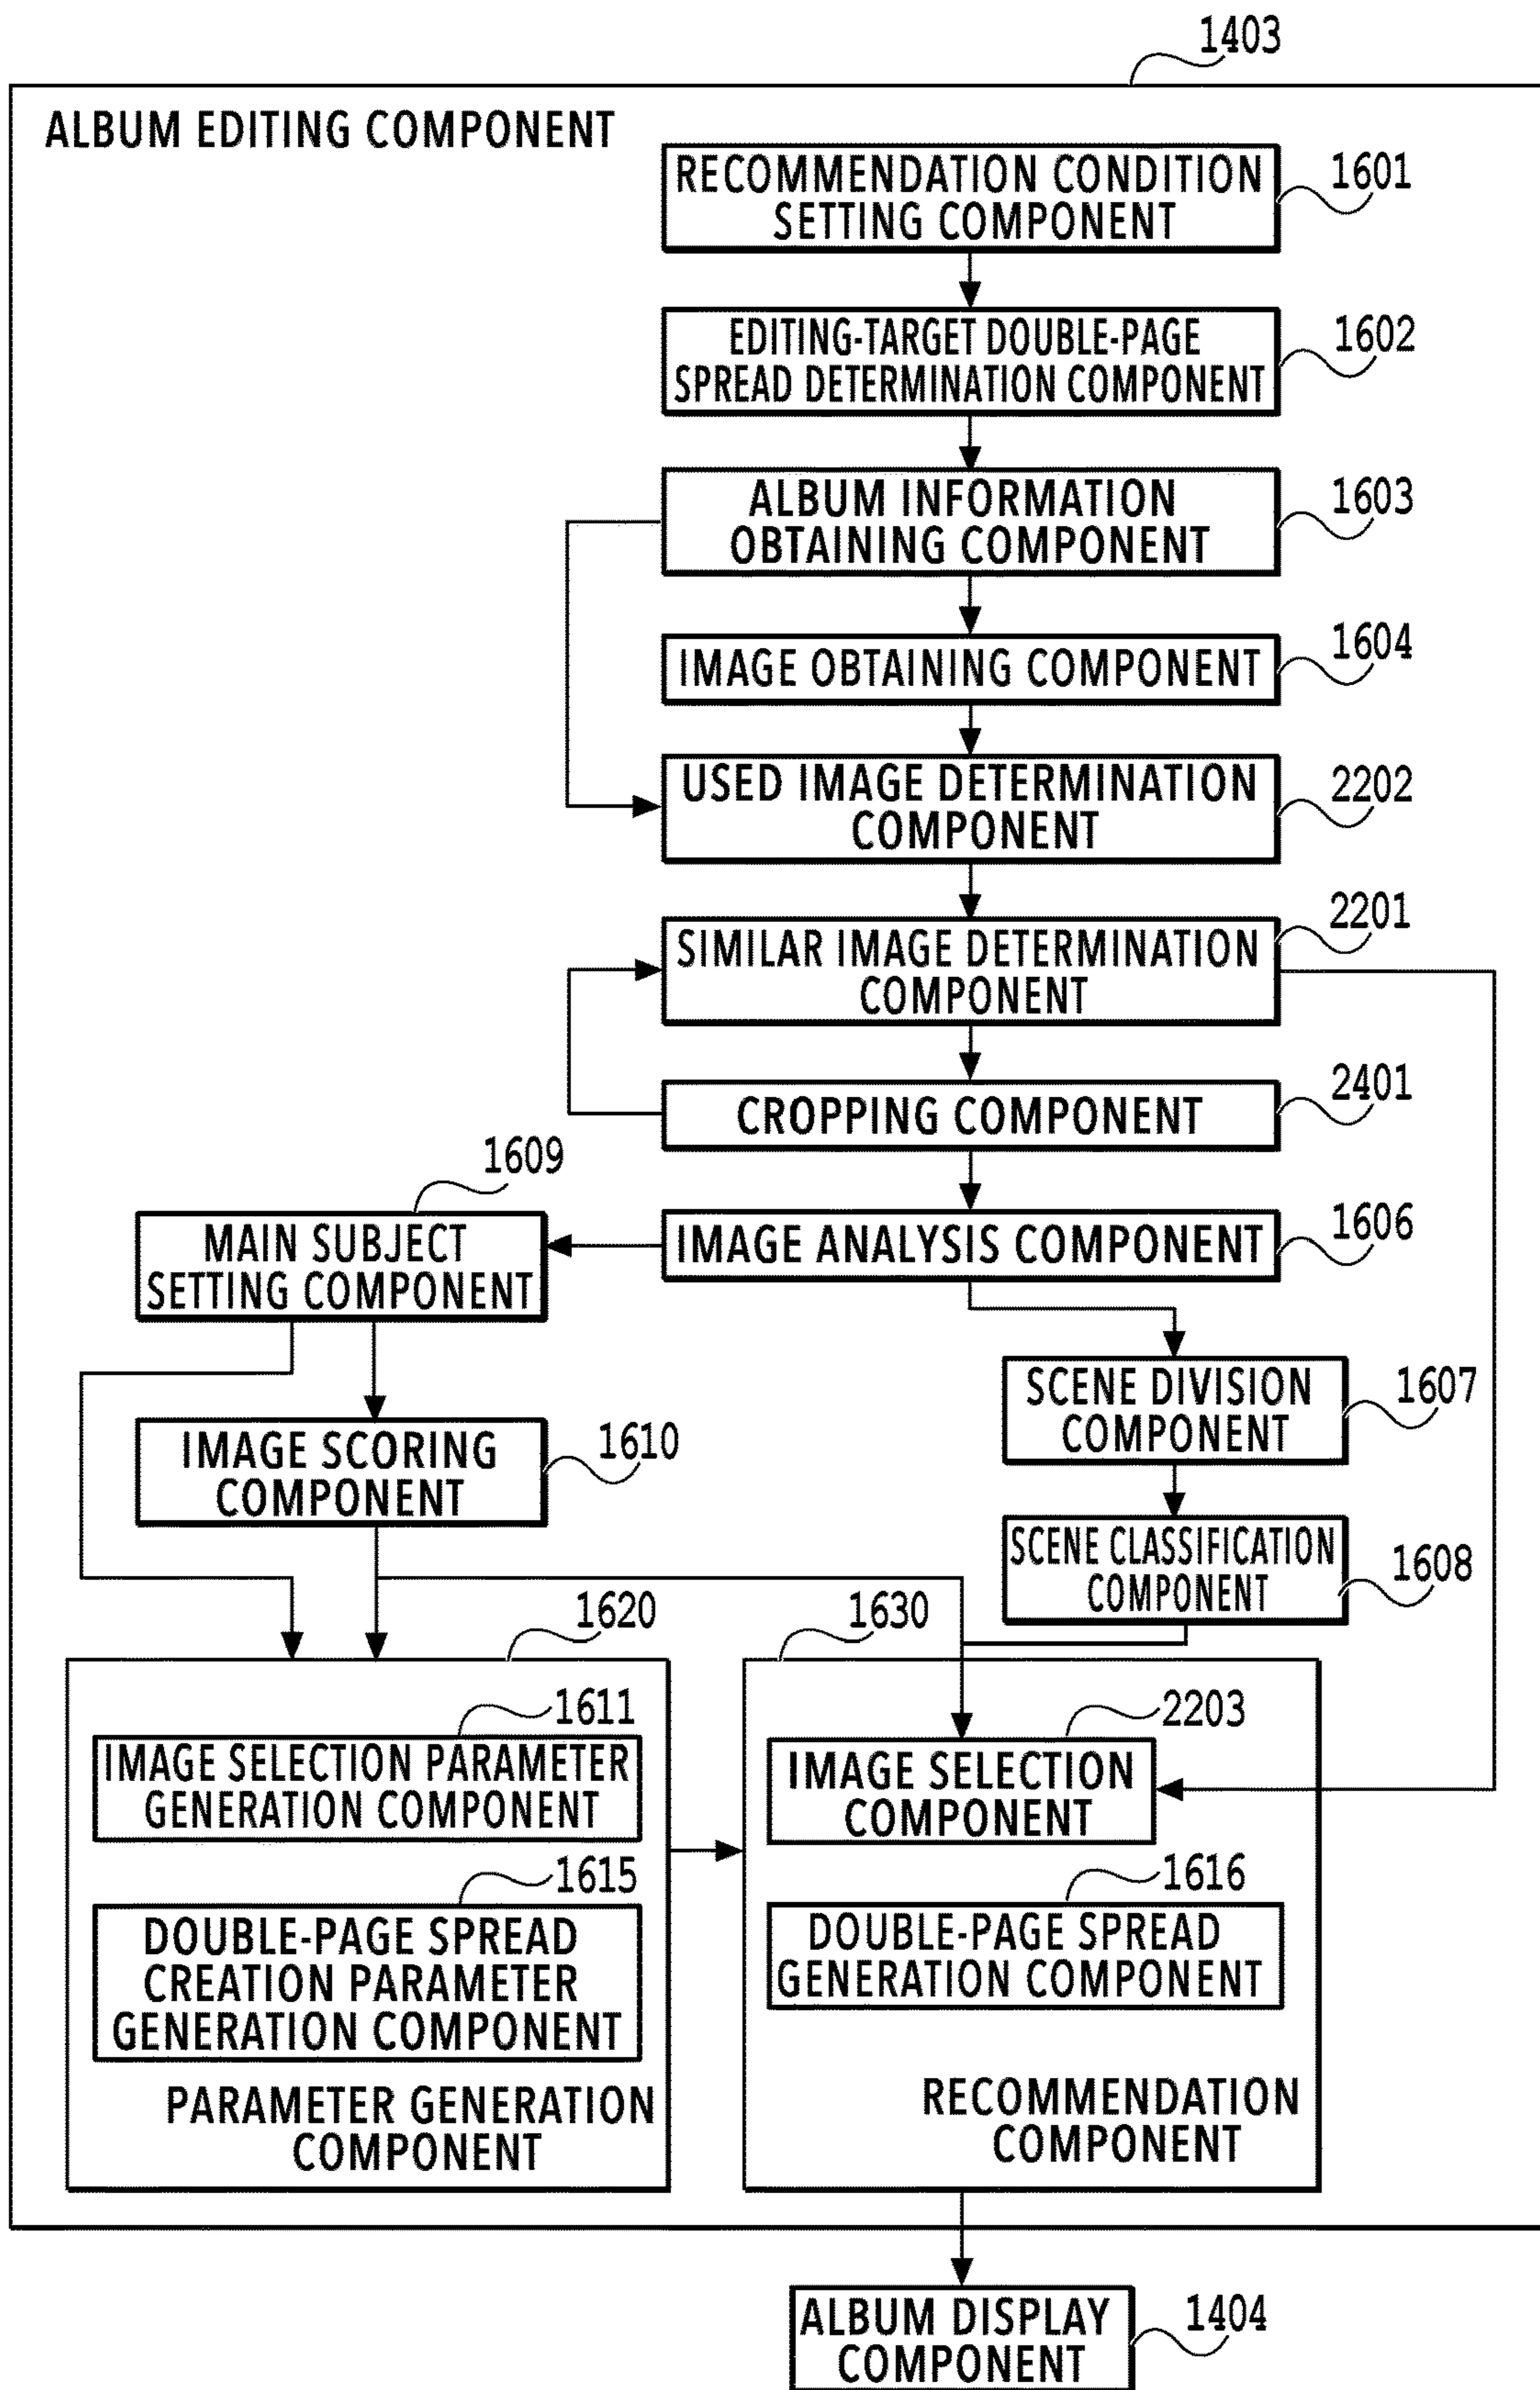 1403
ALBUM EDITING COMPONENT
RECOMMENDATION CONDITION
SETTING COMPONENT
1601
EDITING-TARGET DOUBLE-PAGE
SPREAD DETERMINATION COMPONENT
1602
ALBUM INFORMATION
OBTAINING COMPONENT
1603
IMAGE OBTAINING COMPONENT
1604
USED IMAGE DETERMINATION
COMPONENT
2202
SIMILAR IMAGE DETERMINATION
COMPONENT
2201
CROPPING COMPONENT
2401
1609
MAIN SUBJECT
SETTING COMPONENT
IMAGE ANALYSIS COMPONENT
1606
SCENE DIVISION
COMPONENT
1607
IMAGE SCORING
COMPONENT
1610
SCENE CLASSIFICATION
COMPONENT
1608
1620
1630
1611
IMAGE SELECTION PARAMETER
GENERATION COMPONENT
2203
IMAGE SELECTION
COMPONENT
1615
DOUBLE-PAGE SPREAD
CREATION PARAMETER
GENERATION COMPONENT
1616
DOUBLE-PAGE SPREAD
GENERATION COMPONENT
PARAMETER GENERATION
COMPONENT
RECOMMENDATION
COMPONENT
ALBUM DISPLAY
COMPONENT
1404